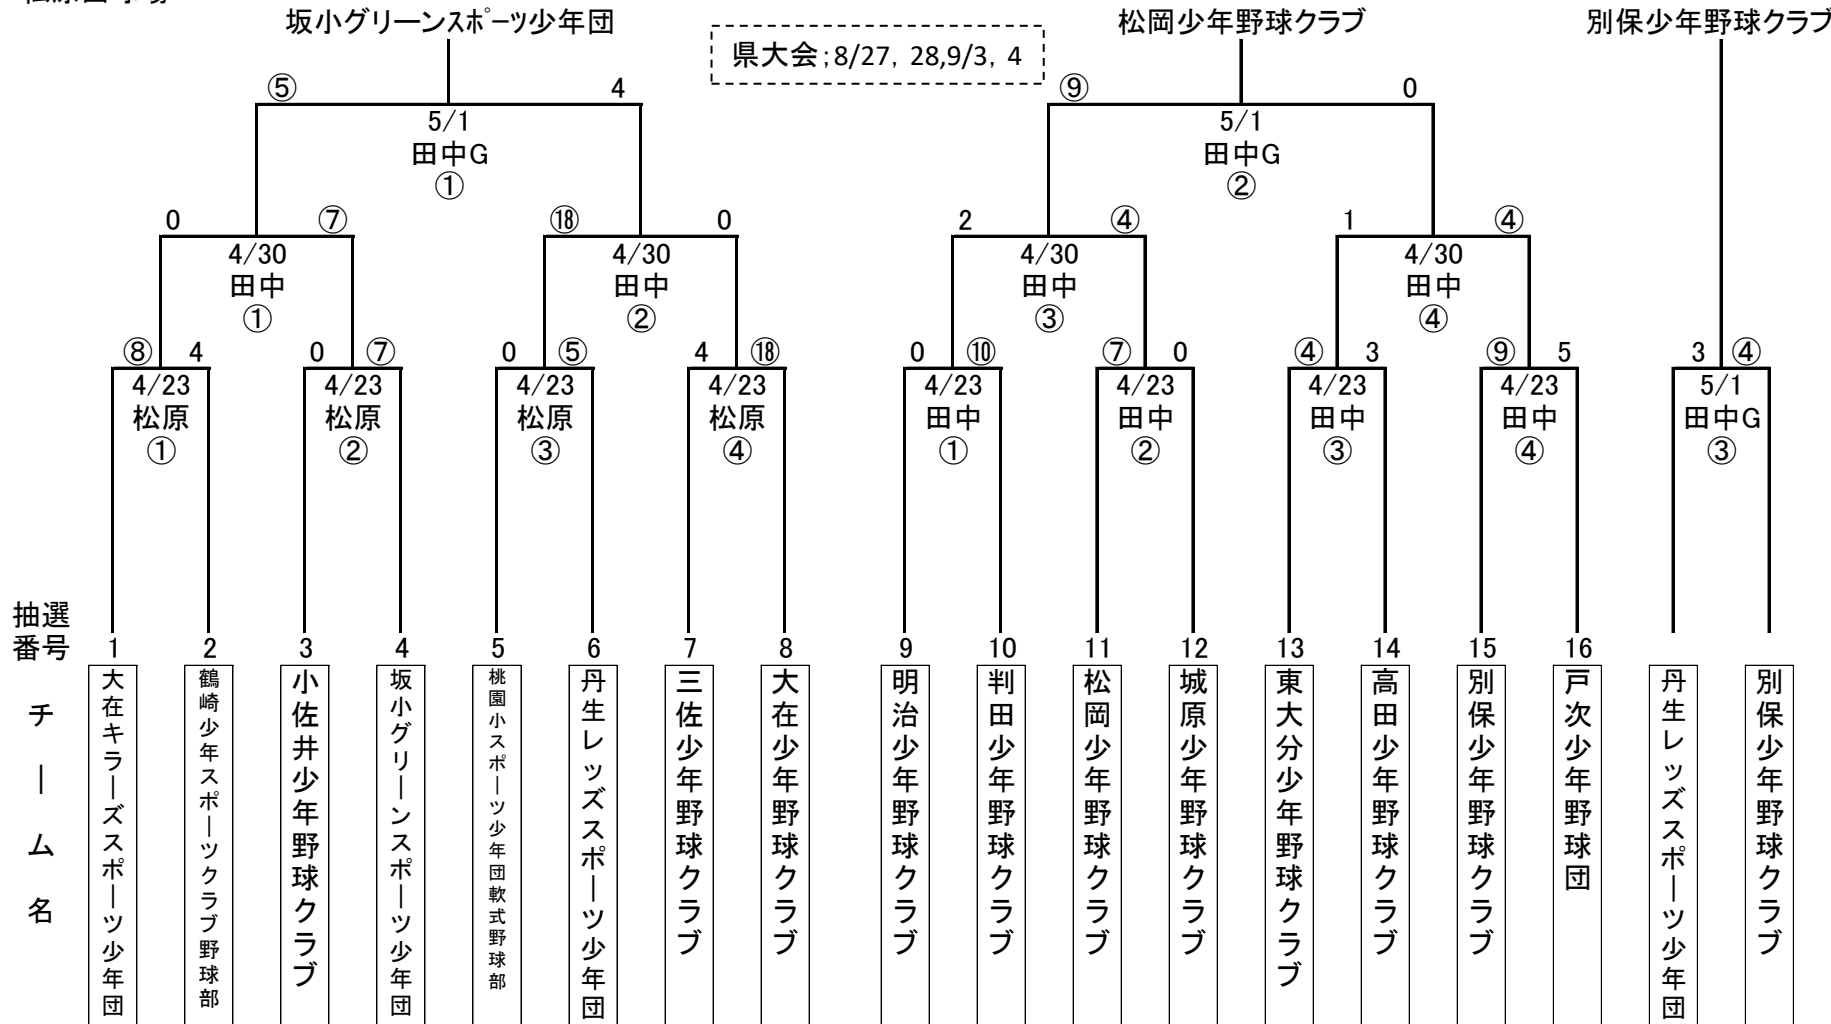 坂小グリーンスポーツ少年団
松岡少年野球クラブ
別保少年野球クラブ
県大会；8/27，28,9/3，4
⑤ 4 ⑨ 0
5/1 5/1
田中G 田中G
① ②
0 ⑦ ⑱ 0 2 ④ 1 ④
4/30 4/30 4/30 4/30
田中 田中 田中 田中
① ② ③ ④
⑧ 4 0 ⑦ 0 ⑤ 4 ⑱ 0 ⑩ ⑦ 0 ④ 3 ⑨ 5 3 ④
4/23 4/23 4/23 4/23 4/23 4/23 4/23 4/23 5/1
松原 松原 松原 松原 田中 田中 田中 田中 田中G
① ② ③ ④ ① ② ③ ④ ③
抽選
番号 1 2 3 4 5 6 7 8 9 10 11 12 13 14 15 16
チーム名
大在キラーズスポーツ少年団
鶴崎少年スポーツクラブ野球部
小佐井少年野球クラブ
坂小グリーンスポーツ少年団
桃園小スポーツ少年団軟式野球部
丹生レッズスポーツ少年団
三佐少年野球クラブ
大在少年野球クラブ
明治少年野球クラブ
判田少年野球クラブ
松岡少年野球クラブ
城原少年野球クラブ
東大分少年野球クラブ
高田少年野球クラブ
別保少年野球クラブ
戸次少年野球団
丹生レッズスポーツ少年団
別保少年野球クラブ